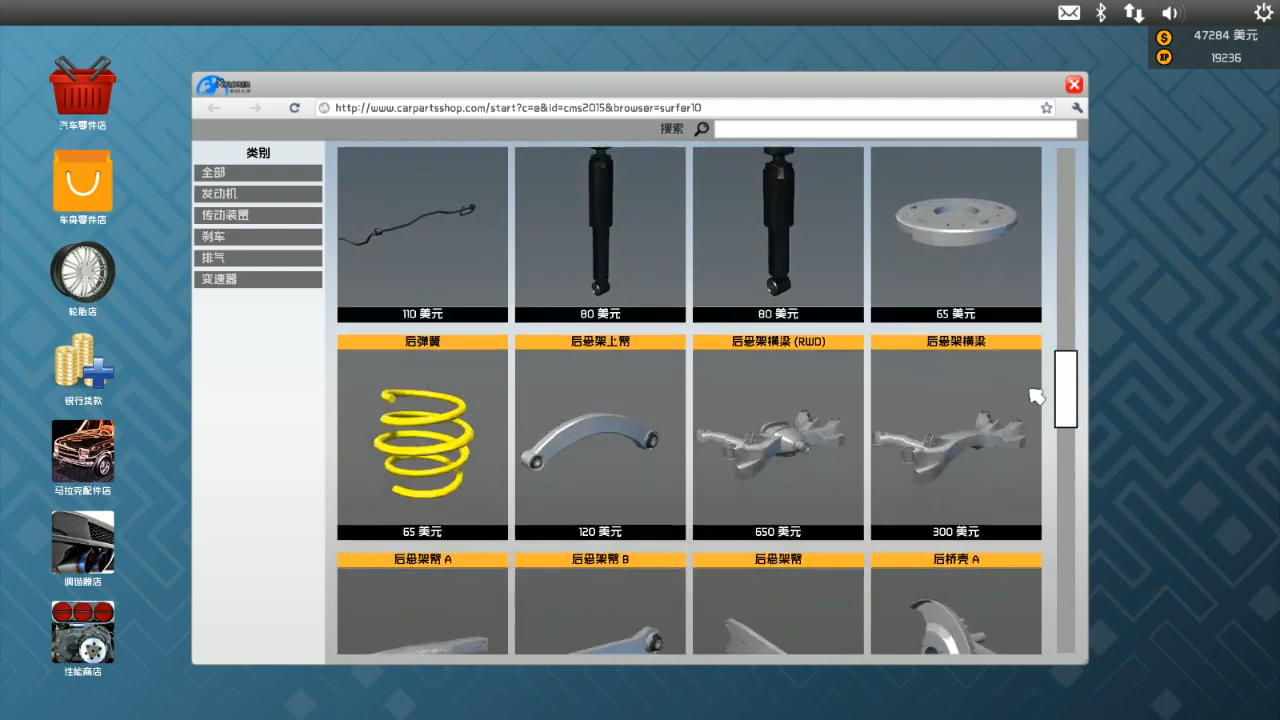 47284 美元
19236
汽车零件店
车身零件店
轮胎店
银行货款
马拉克配件店
调谐器店
性能商店
http://www.carpartsshop.com/start?c=e&id=cms2015&browser=surfer10
搜索
类别
全部
发动机
传动装置
刹车
排气
变速器
110 美元
80 美元
80 美元
65 美元
后弹簧
后悬架上臂
后悬架横梁 (RWD)
后悬架横梁
65 美元
120 美元
650 美元
300 美元
后悬架臂 A
后悬架臂 B
后悬架臂
后桥壳 A